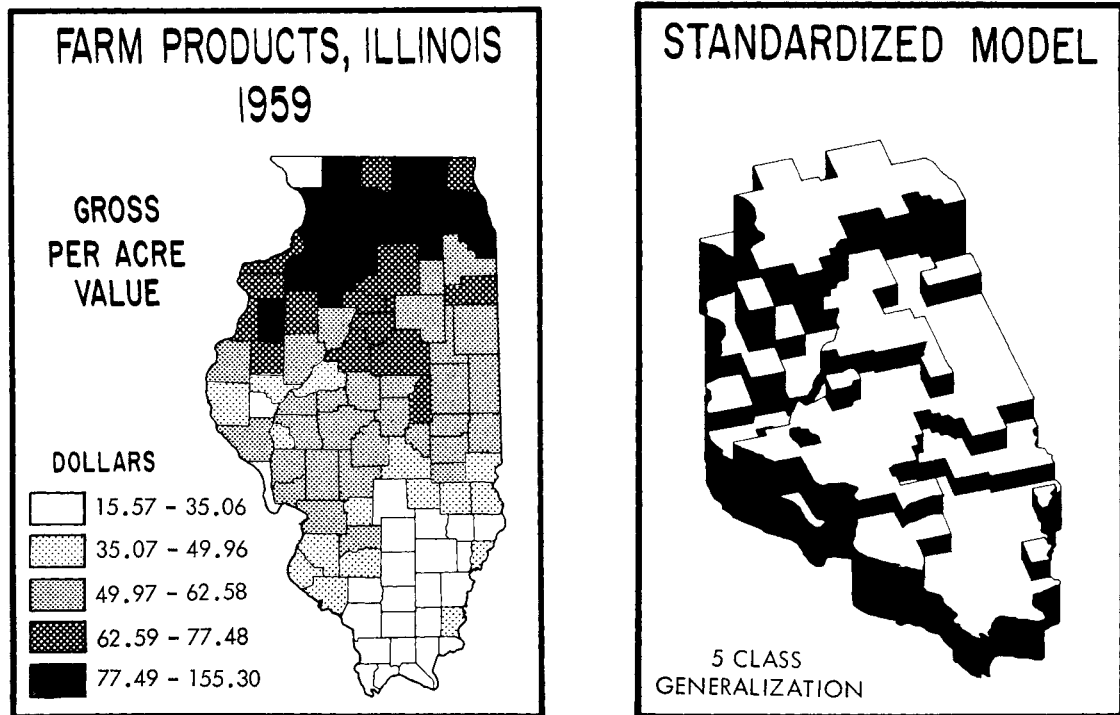 FARM PRODUCTS, ILLINOIS
1959
GROSS
PER ACRE
VALUE
DOLLARS
15.57 - 35.06
35.07 - 49.96
49.97 - 62.58
62.59 - 77.48
77.49 - 155.30
STANDARDIZED MODEL
5 CLASS
GENERALIZATION